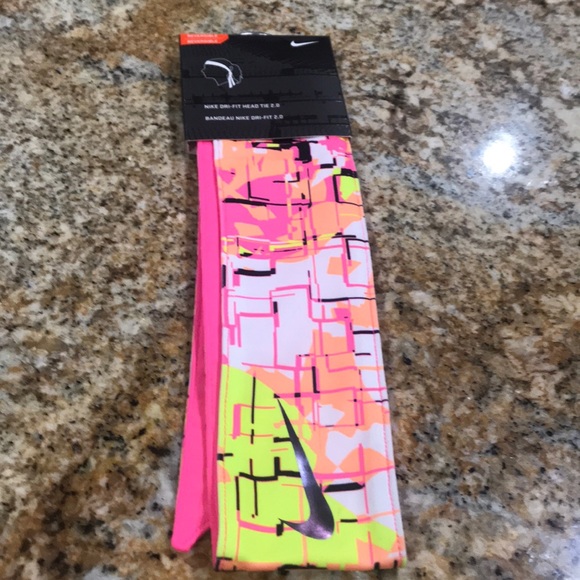 NIKE DRI-FIT HEAD TIE 2.0
BANDEAU NIKE DRI-FIT 2.0